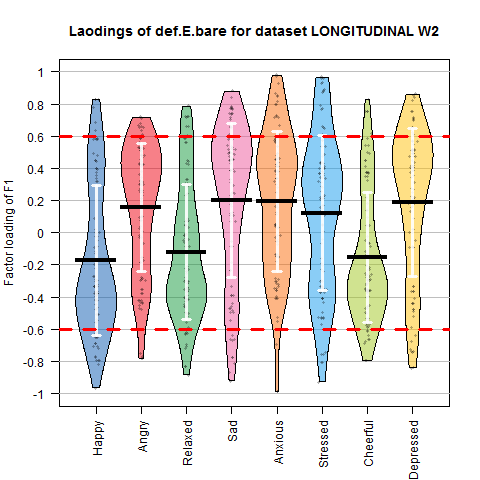 Laodings of def.E.bare for dataset LONGITUDINAL W2
Factor loading of F1
1
0.8
0.6
0.4
0.2
0
-0.2
-0.4
-0.6
-0.8
-1
Happy
Angry
Relaxed
Sad
Anxious
Stressed
Cheerful
Depressed